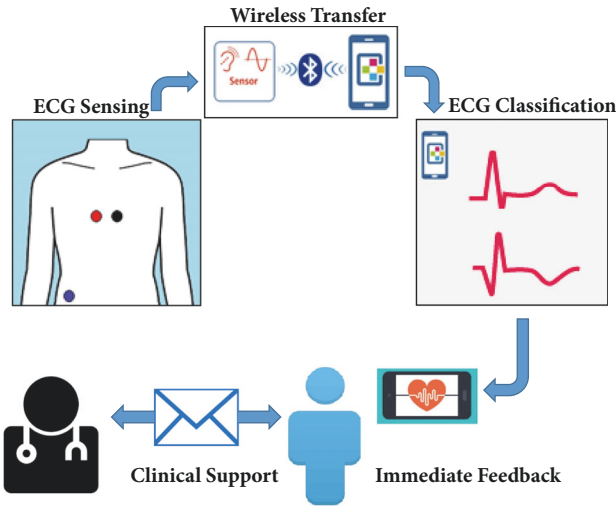 Wireless Transfer
Sensor
ECG Sensing
ECG Classification
Clinical Support
Immediate Feedback